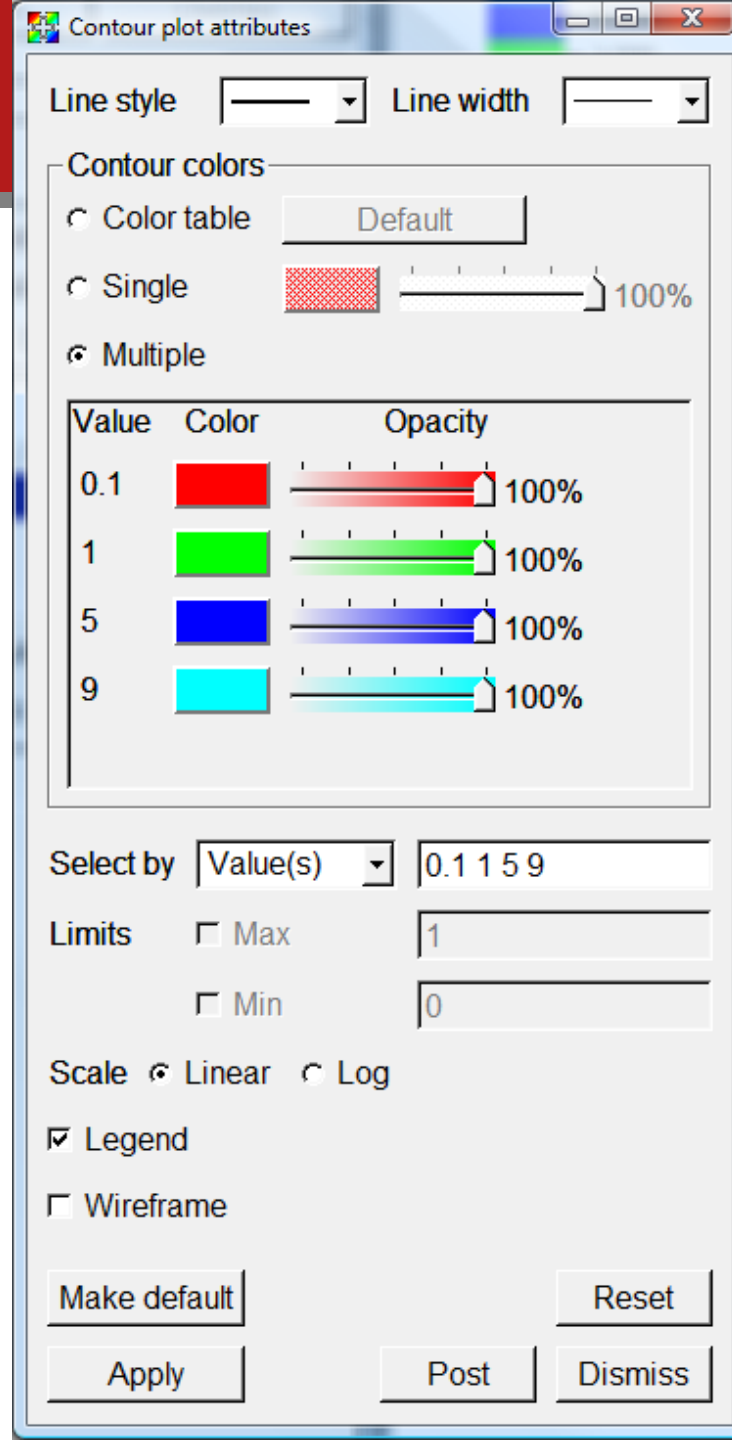 Contour plot attributes
Line style Line width
Contour colors
Color table Default
Single 100%
Multiple
Value Color Opacity
0.1 100%
1 100%
5 100%
9 100%
Select by Value(s) 0.1 1 5 9
Limits Max 1
Min 0
Scale Linear Log
Legend
Wireframe
Make default Reset
Apply Post Dismiss